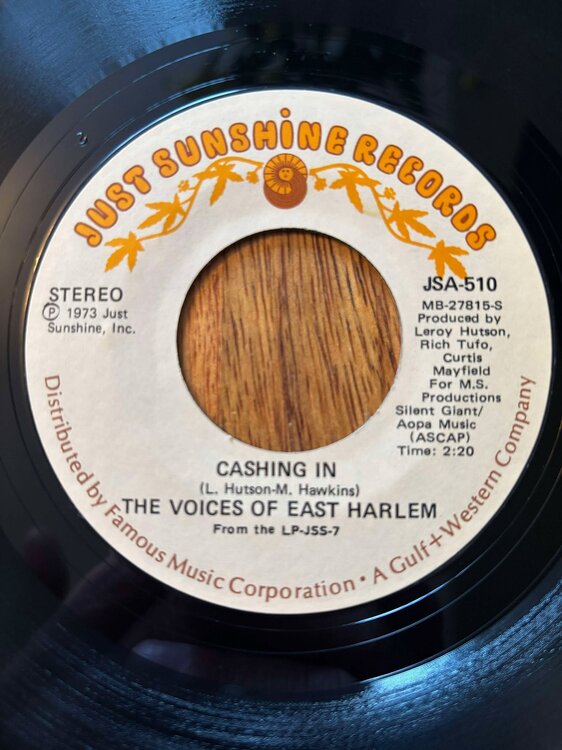 JUST SUNSHINE RECORDS
STEREO
Ⓟ 1973 Just
Sunshine, Inc.
JSA-510
MB-27815-S
Produced by
Leroy Hutson,
Rich Tufo,
Curtis
Mayfield
For M.S.
Productions
Silent Giant/
Aopa Music
(ASCAP)
Time: 2:20
CASHING IN
(L. Hutson-M. Hawkins)
THE VOICES OF EAST HARLEM
From the LP-JSS-7
Distributed by Famous Music Corporation • A Gulf+Western Company